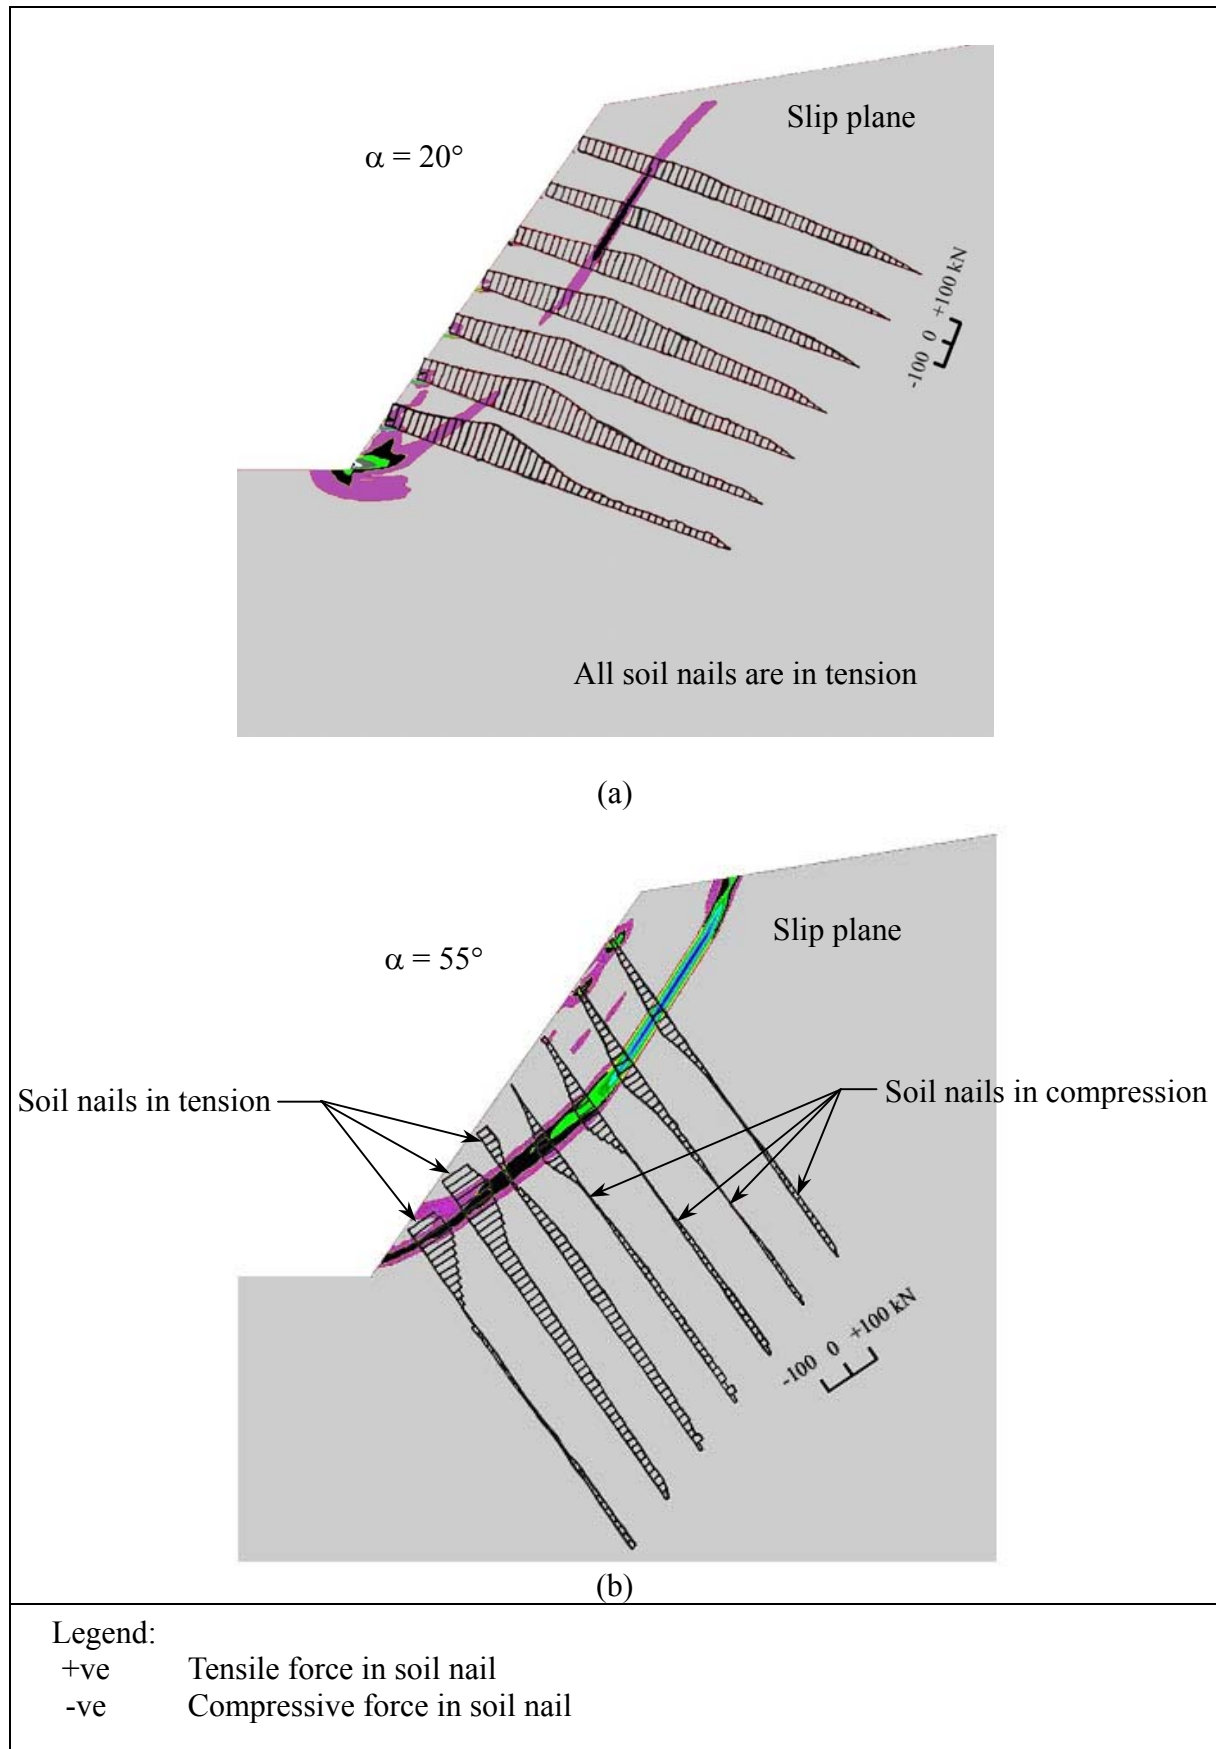 Slip plane
α = 20°
-100 0 +100 kN
All soil nails are in tension
(a)
Slip plane
α = 55°
Soil nails in tension
Soil nails in compression
-100 0 +100 kN
(b)
Legend:
+ve Tensile force in soil nail
-ve Compressive force in soil nail